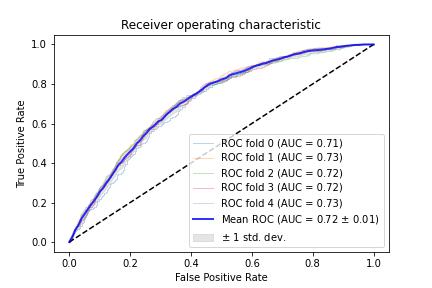 Receiver operating characteristic
1.0
0.8
0.6
0.4
0.2
0.0
True Positive Rate
ROC fold 0 (AUC = 0.71)
ROC fold 1 (AUC = 0.73)
ROC fold 2 (AUC = 0.72)
ROC fold 3 (AUC = 0.72)
ROC fold 4 (AUC = 0.73)
Mean ROC (AUC = 0.72 ± 0.01)
± 1 std. dev.
0.0 0.2 0.4 0.6 0.8 1.0
False Positive Rate